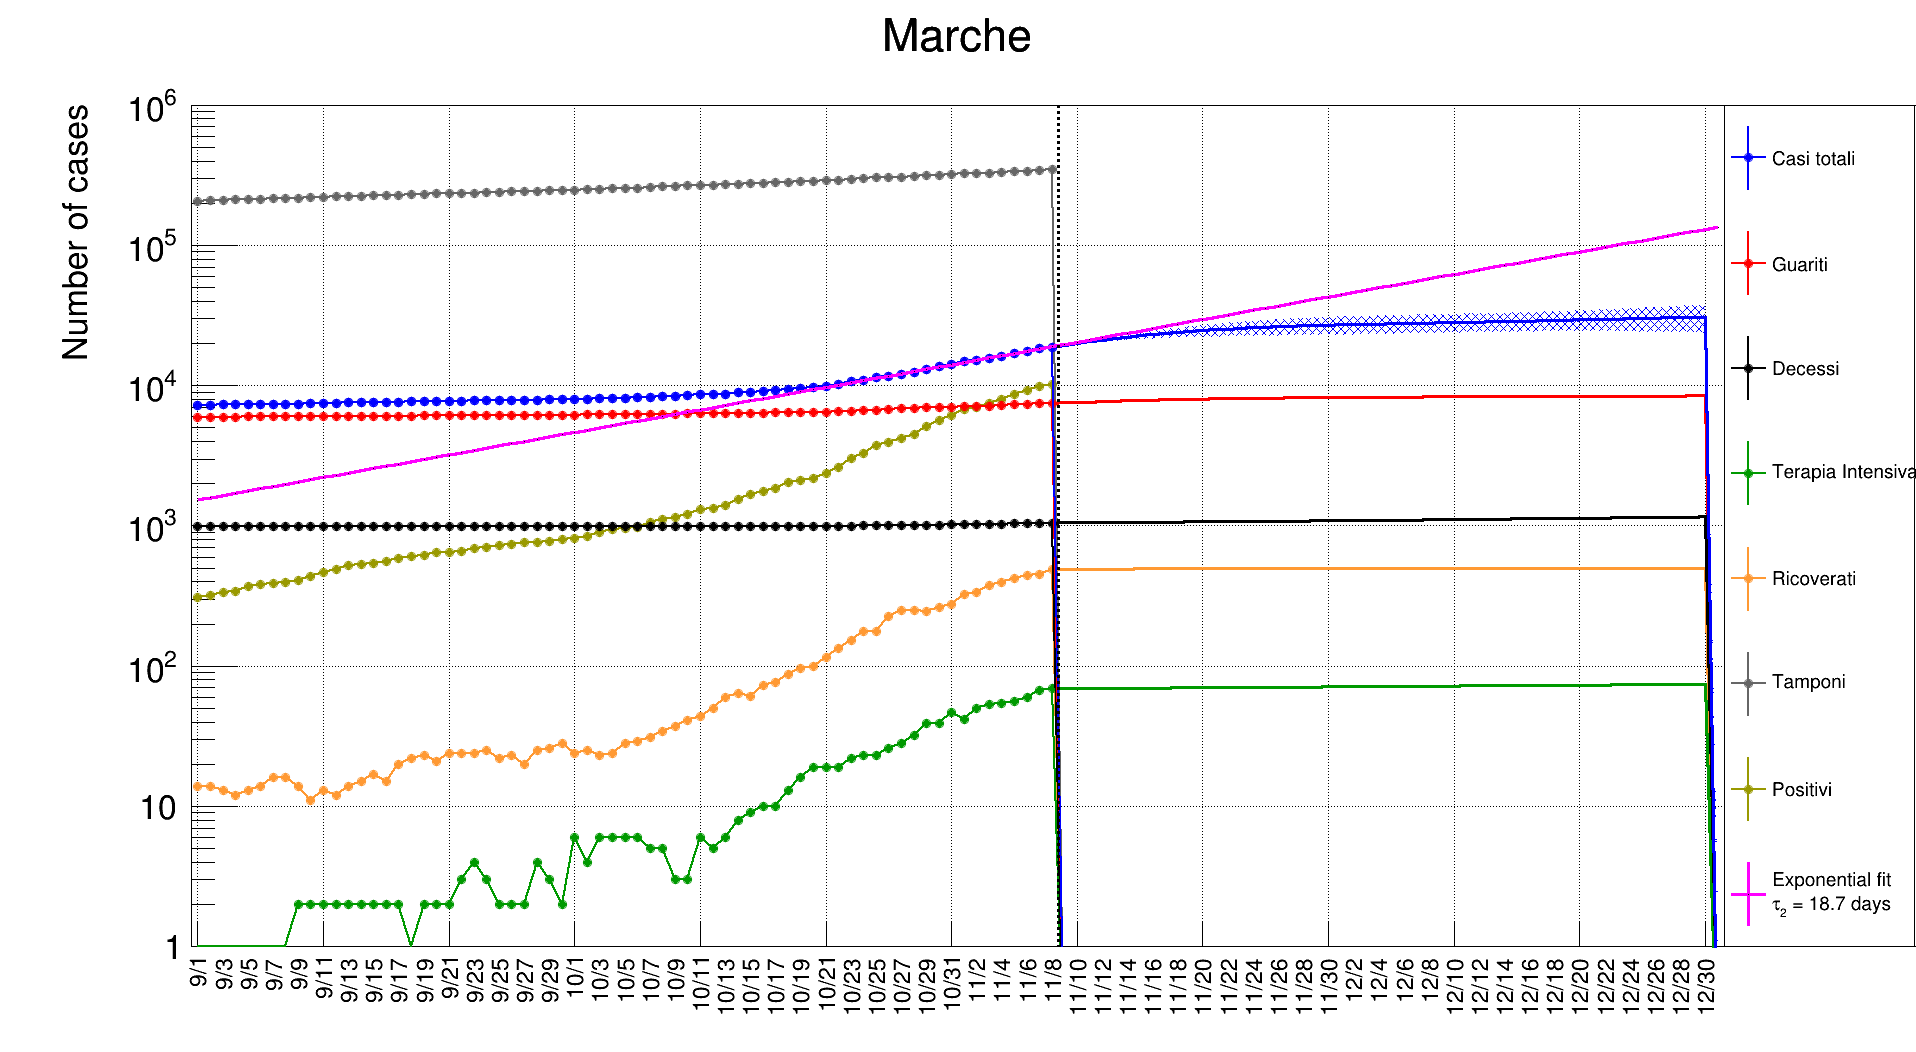 Marche
Number of cases
10^6
10^5
10^4
10^3
10^2
10
1
9/1 9/3 9/5 9/7 9/9 9/11 9/13 9/15 9/17 9/19 9/21 9/23 9/25 9/27 9/29 10/1 10/3 10/5 10/7 10/9 10/11 10/13 10/15 10/17 10/19 10/21 10/23 10/25 10/27 10/29 10/31 11/2 11/4 11/6 11/8 11/10 11/12 11/14 11/16 11/18 11/20 11/22 11/24 11/26 11/28 11/30 12/2 12/4 12/6 12/8 12/10 12/12 12/14 12/16 12/18 12/20 12/22 12/24 12/26 12/28 12/30
Casi totali
Guariti
Decessi
Terapia Intensiva
Ricoverati
Tamponi
Positivi
Exponential fit
τ₂ = 18.7 days